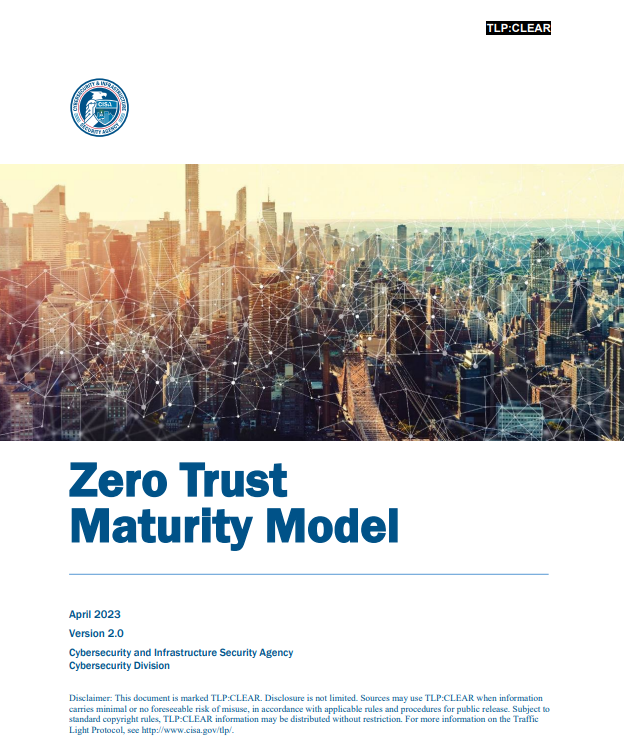 TLP:CLEAR
CYBERSECURITY & INFRASTRUCTURE
CISA
SECURITY AGENCY
Zero Trust
Maturity Model
April 2023
Version 2.0
Cybersecurity and Infrastructure Security Agency
Cybersecurity Division
Disclaimer: This document is marked TLP:CLEAR. Disclosure is not limited. Sources may use TLP:CLEAR when information
carries minimal or no foreseeable risk of misuse, in accordance with applicable rules and procedures for public release. Subject to
standard copyright rules, TLP:CLEAR information may be distributed without restriction. For more information on the Traffic
Light Protocol, see http://www.cisa.gov/tlp/.